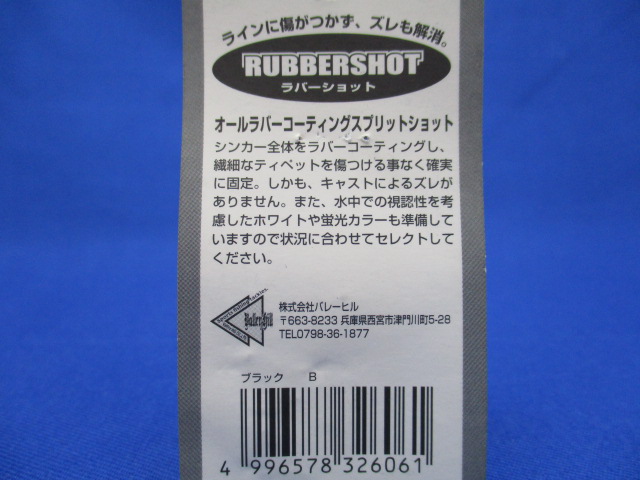 ラインに傷がつかず、ズレも解消。
RUBBERSHOT
ラバーショット
オールラバーコーティングスプリットショット
シンカー全体をラバーコーティングし、
繊細なティペットを傷つける事なく確実
に固定。しかも、キャストによるズレが
ありません。また、水中での視認性を考
慮したホワイトや蛍光カラーも準備して
いますので状況に合わせてセレクトして
ください。
株式会社バレーヒル
〒663-8233 兵庫県西宮市津門川町5-28
TEL0798-36-1877
ValleyHill
ブラック B
4 996578 326061